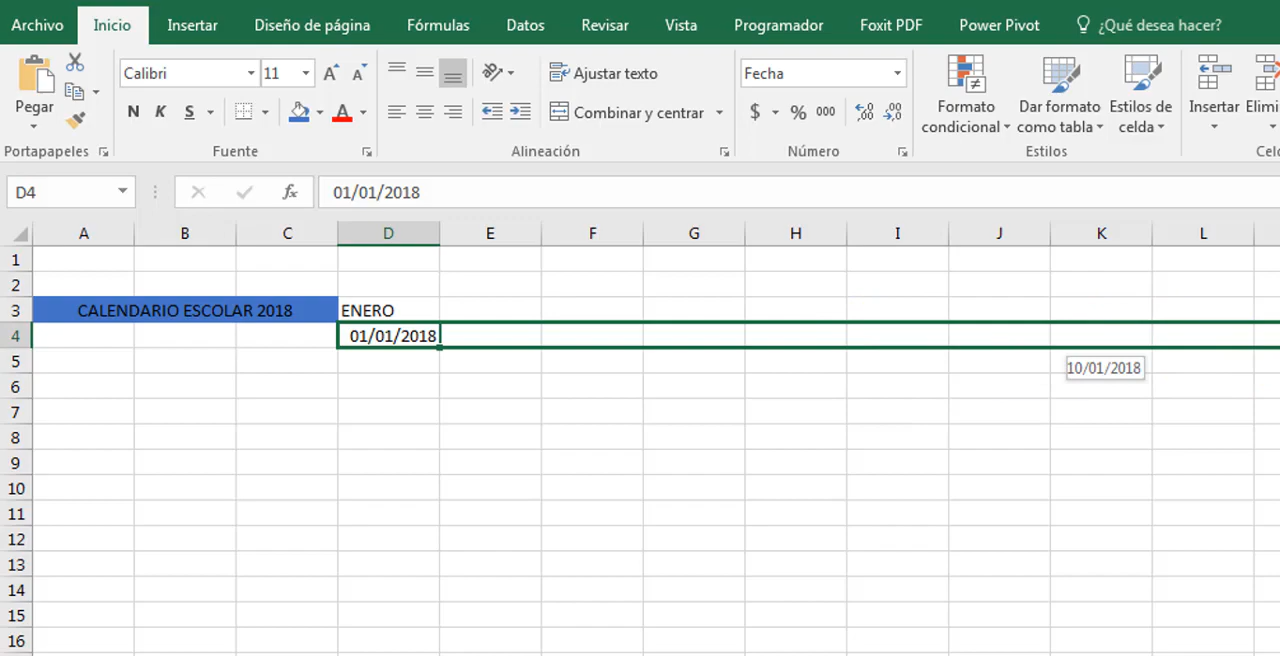 Archivo Inicio Insertar Diseño de página Fórmulas Datos Revisar Vista Programador Foxit PDF Power Pivot ¿Qué desea hacer?
Pegar
Calibri 11
N K S
Ajustar texto
Combinar y centrar
Fecha
$ % 000
Formato condicional
Dar formato como tabla
Estilos de celda
Insertar
Portapapeles Fuente Alineación Número Estilos
D4 fx 01/01/2018
A B C D E F G H I J K L
1
2
3 CALENDARIO ESCOLAR 2018 ENERO
4 01/01/2018
5 10/01/2018
6
7
8
9
10
11
12
13
14
15
16